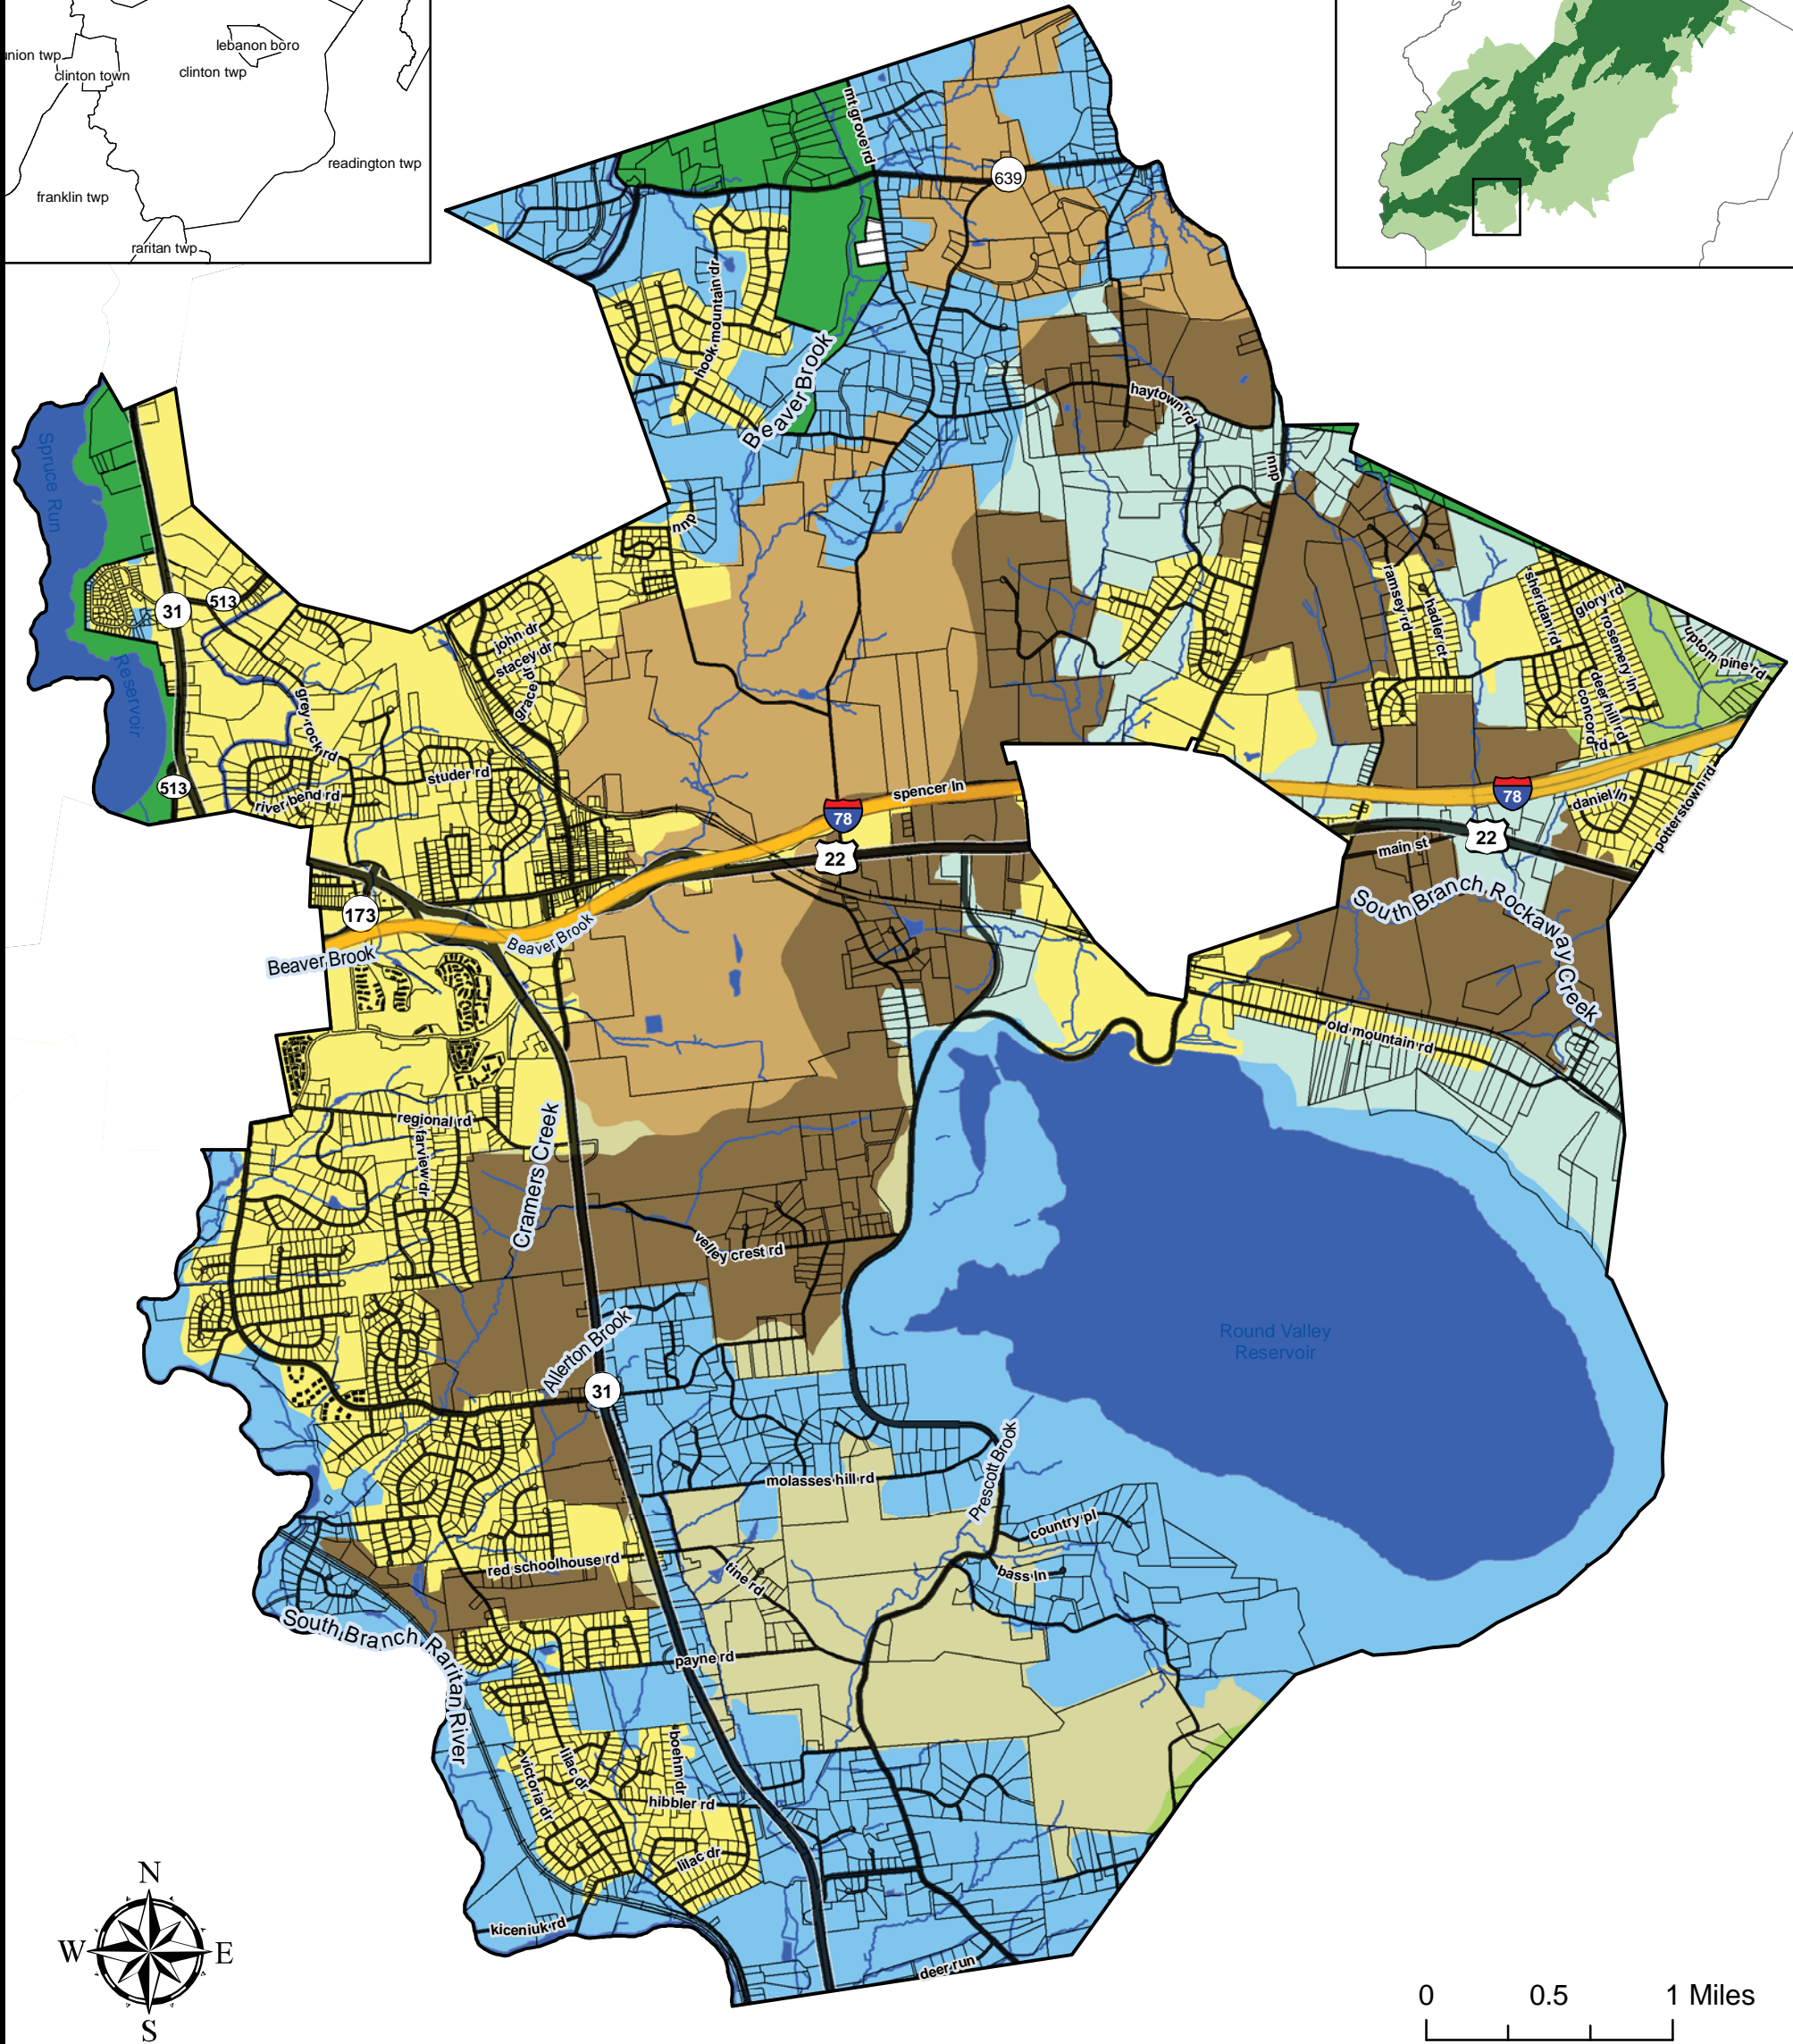 lebanon boro
union twp
clinton town
clinton twp
readington twp
franklin twp
raritan twp
mt grove rd
639
hook mountain dr
Beaver Brook
haytown rd
nnp
nnp
Spruce Run
Reservoir
31
513
513
john dr
stacey dr
grace dr
grey rock rd
studer rd
river bend rd
ramsey rd
hadler ct
sheridan rd
glory rd
rosemery ln
deer hill rd
concord rd
uptom pine rd
spencer ln
78
22
78
22
daniel ln
potterstown rd
main st
South Branch Rockaway Creek
173
Beaver Brook
Beaver Brook
old mountain rd
regional rd
farview dr
Cramers Creek
velley crest rd
Allerton Brook
31
Round Valley
Reservoir
molasses hill rd
Prescott Brook
country pl
bass ln
red schoolhouse rd
tine rd
South Branch Raritan River
payne rd
boehm dr
lilac dr
victoria dr
hibbler rd
lilac dr
kiceniuk rd
deer run
N
W
E
S
0 0.5 1 Miles